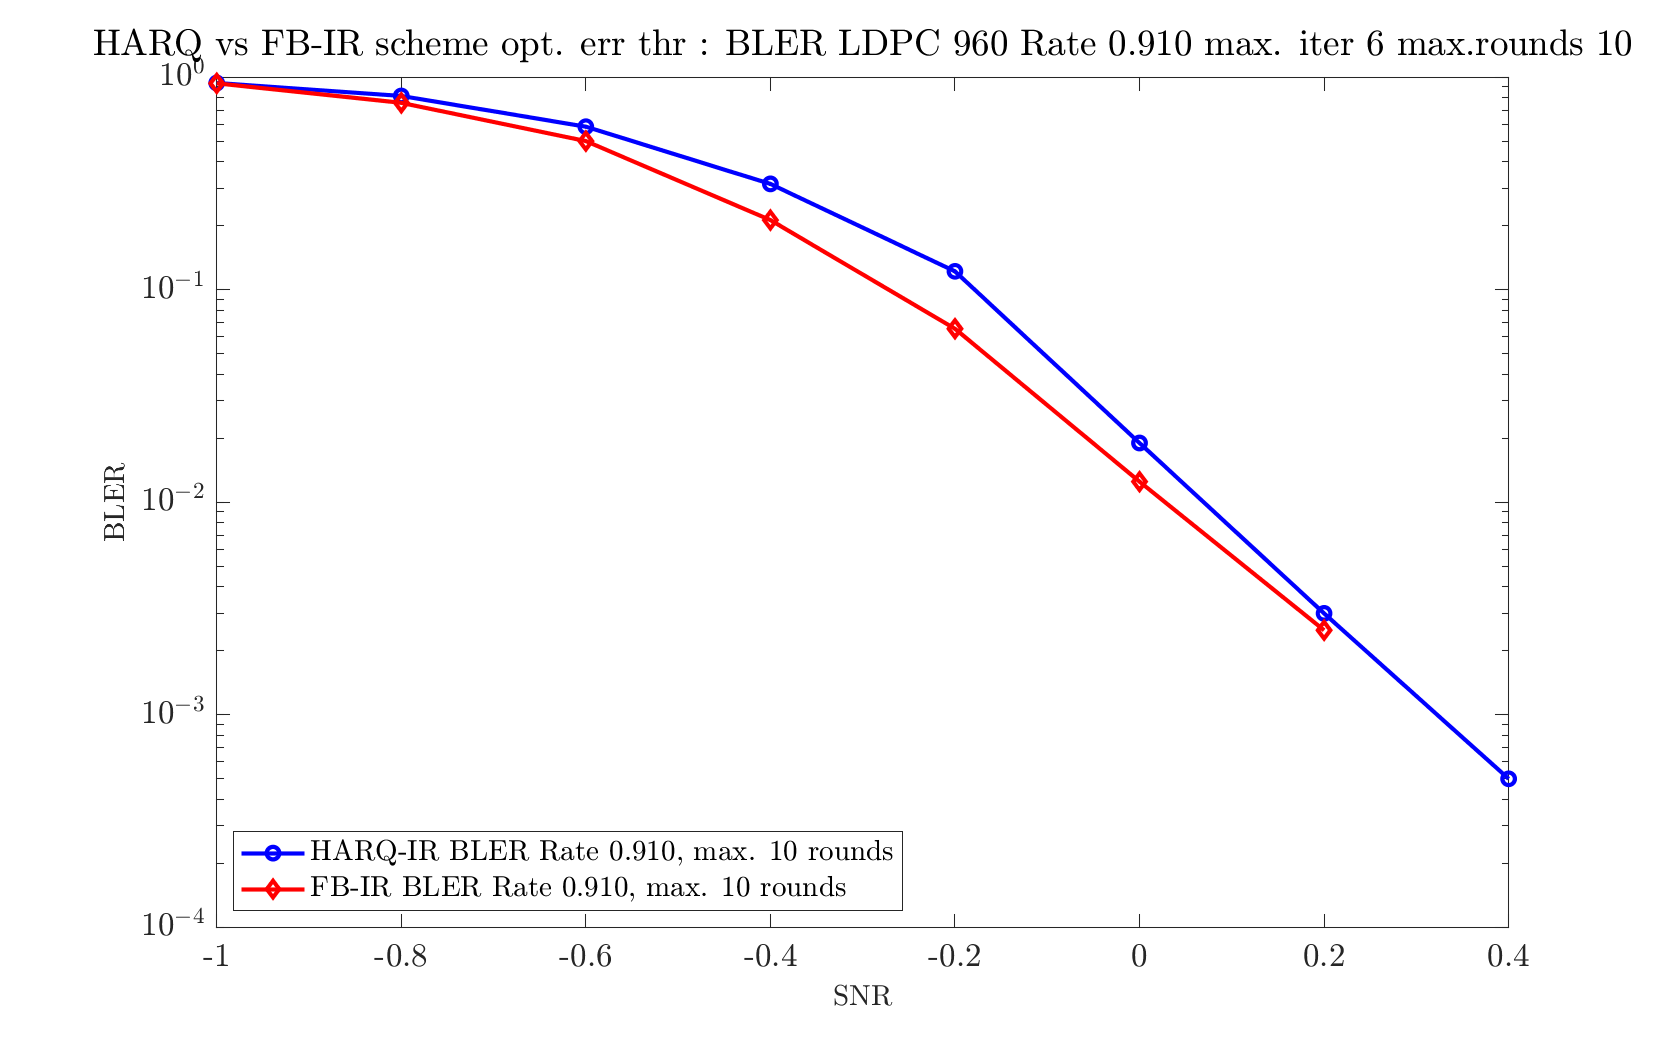 HARQ vs FB-IR scheme opt. err thr : BLER LDPC 960 Rate 0.910 max. iter 6 max.rounds 10
10^0
10^-1
10^-2
10^-3
10^-4
BLER
HARQ-IR BLER Rate 0.910, max. 10 rounds
FB-IR BLER Rate 0.910, max. 10 rounds
-1 -0.8 -0.6 -0.4 -0.2 0 0.2 0.4
SNR